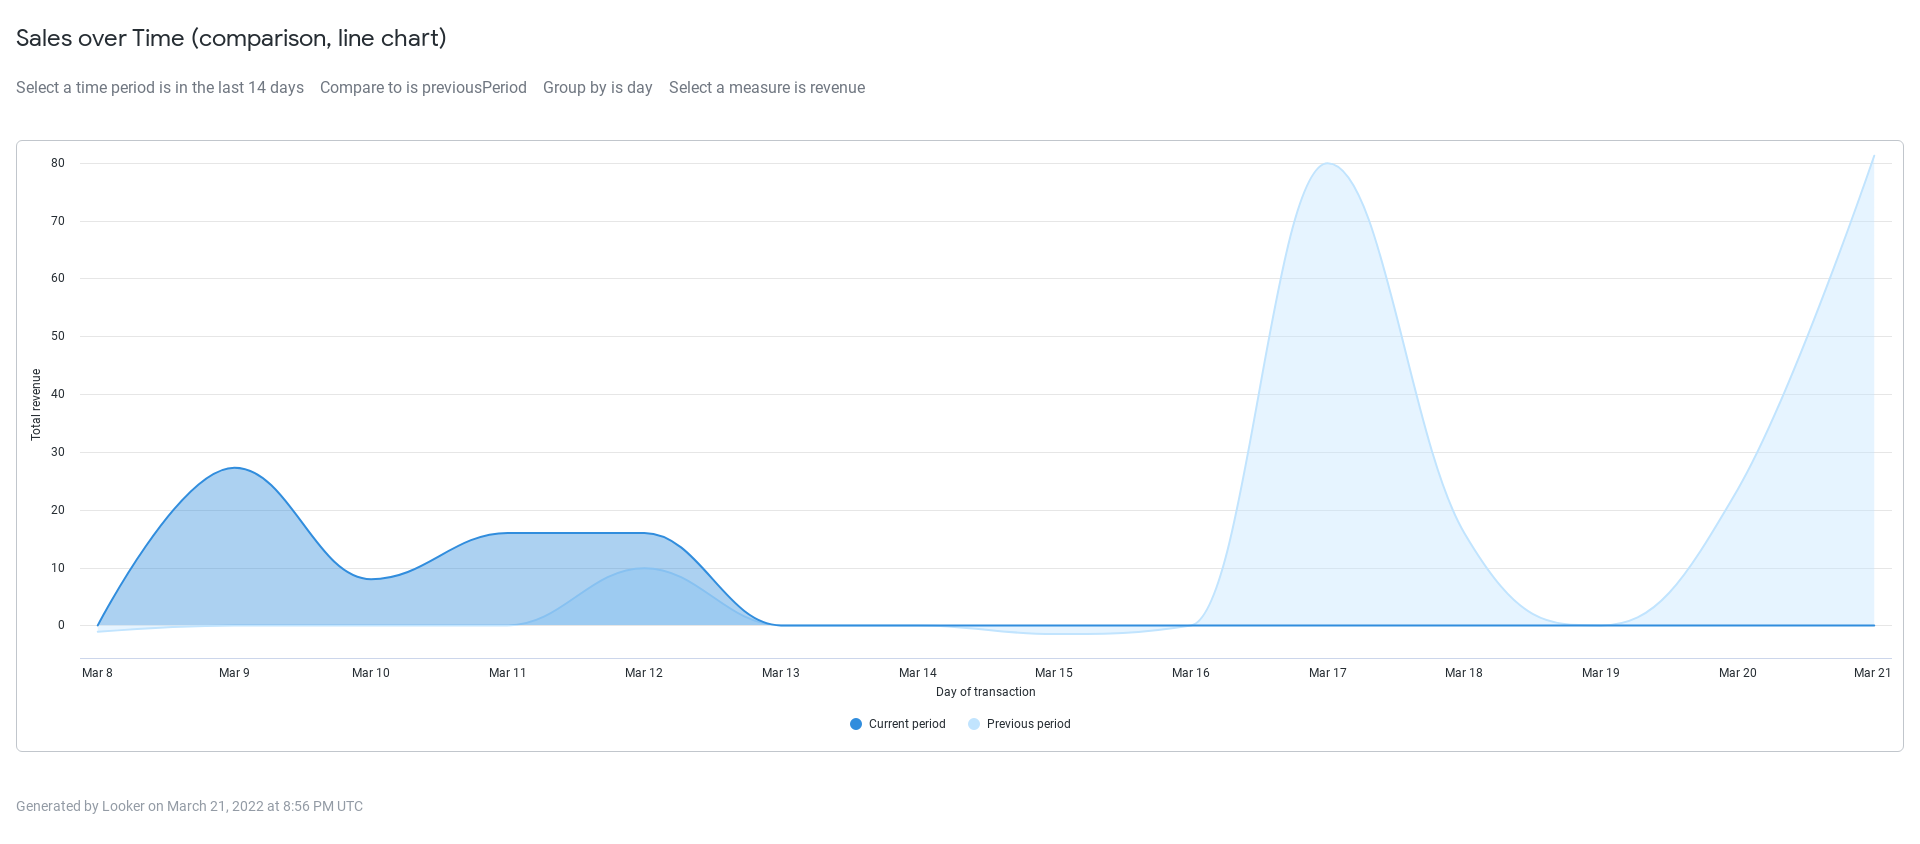 Sales over Time (comparison, line chart)
Select a time period is in the last 14 days Compare to is previousPeriod Group by is day Select a measure is revenue
80
70
60
50
40
30
20
10
0
Total revenue
Mar 8 Mar 9 Mar 10 Mar 11 Mar 12 Mar 13 Mar 14 Mar 15 Mar 16 Mar 17 Mar 18 Mar 19 Mar 20 Mar 21
Day of transaction
Current period Previous period
Generated by Looker on March 21, 2022 at 8:56 PM UTC